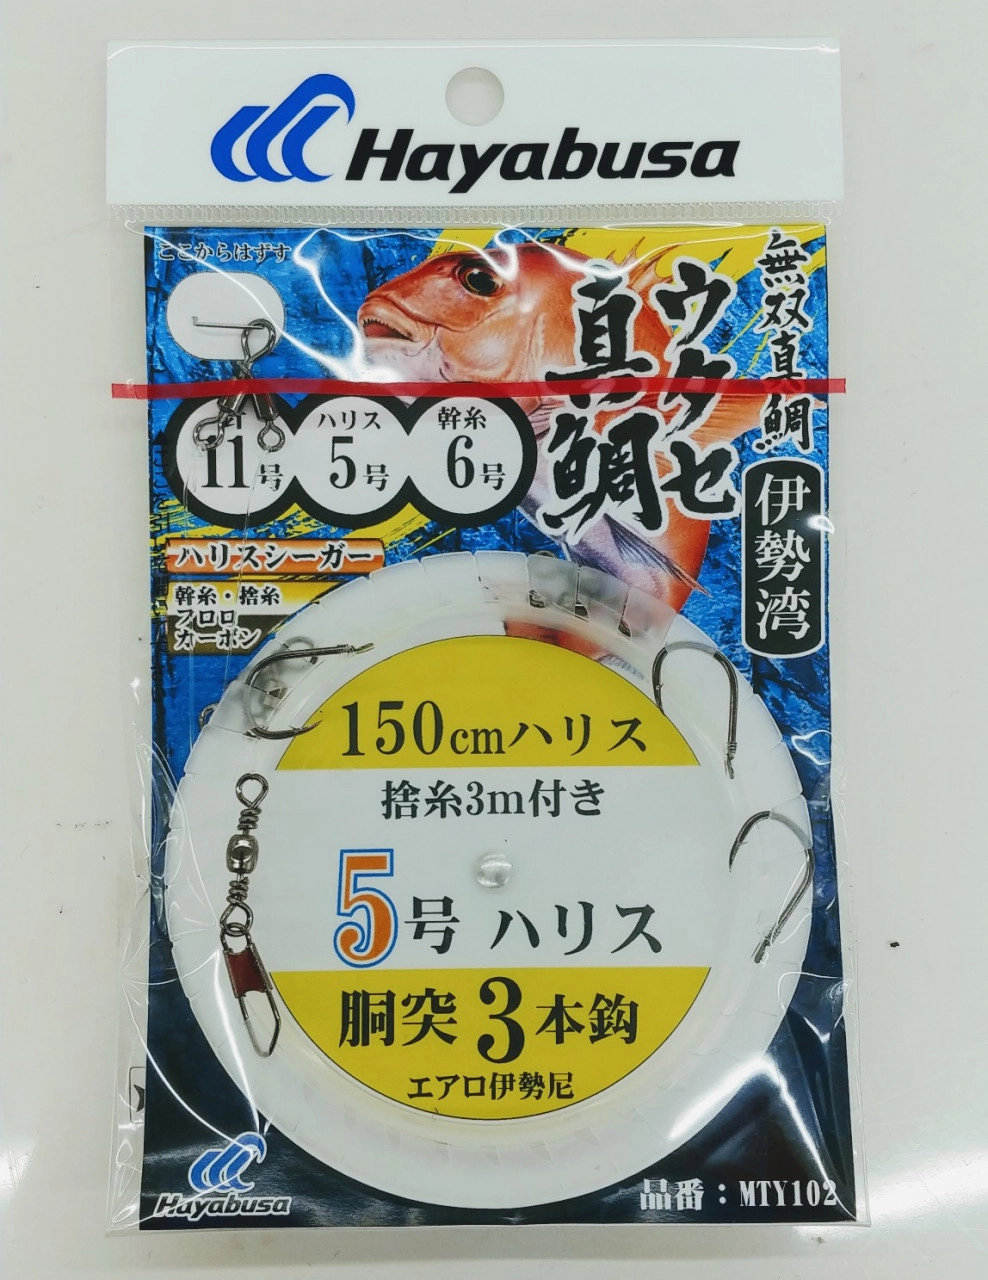 Hayabusa
ここからはずす
無双真鯛
ウタセ
真鯛
伊勢湾
11号
ハリス
5号
幹糸
6号
ハリスシーガー
幹糸・捨糸
フロロ
カーボン
150cmハリス
捨糸3m付き
5号 ハリス
胴突3本鈎
エアロ伊勢尼
Hayabusa
品番：MTY102